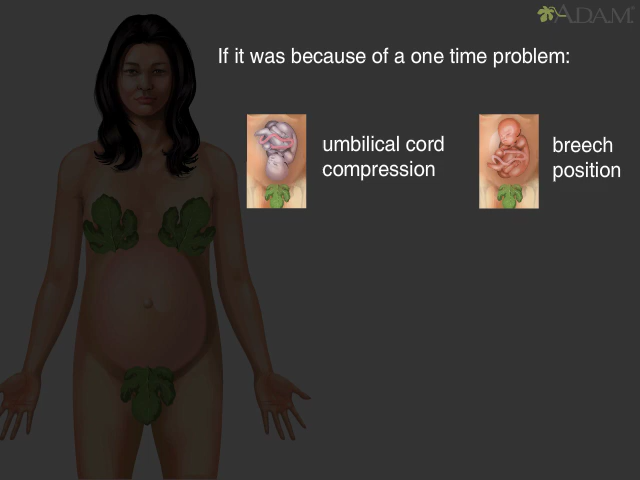 ADAM.
If it was because of a one time problem:
umbilical cord
compression
breech
position